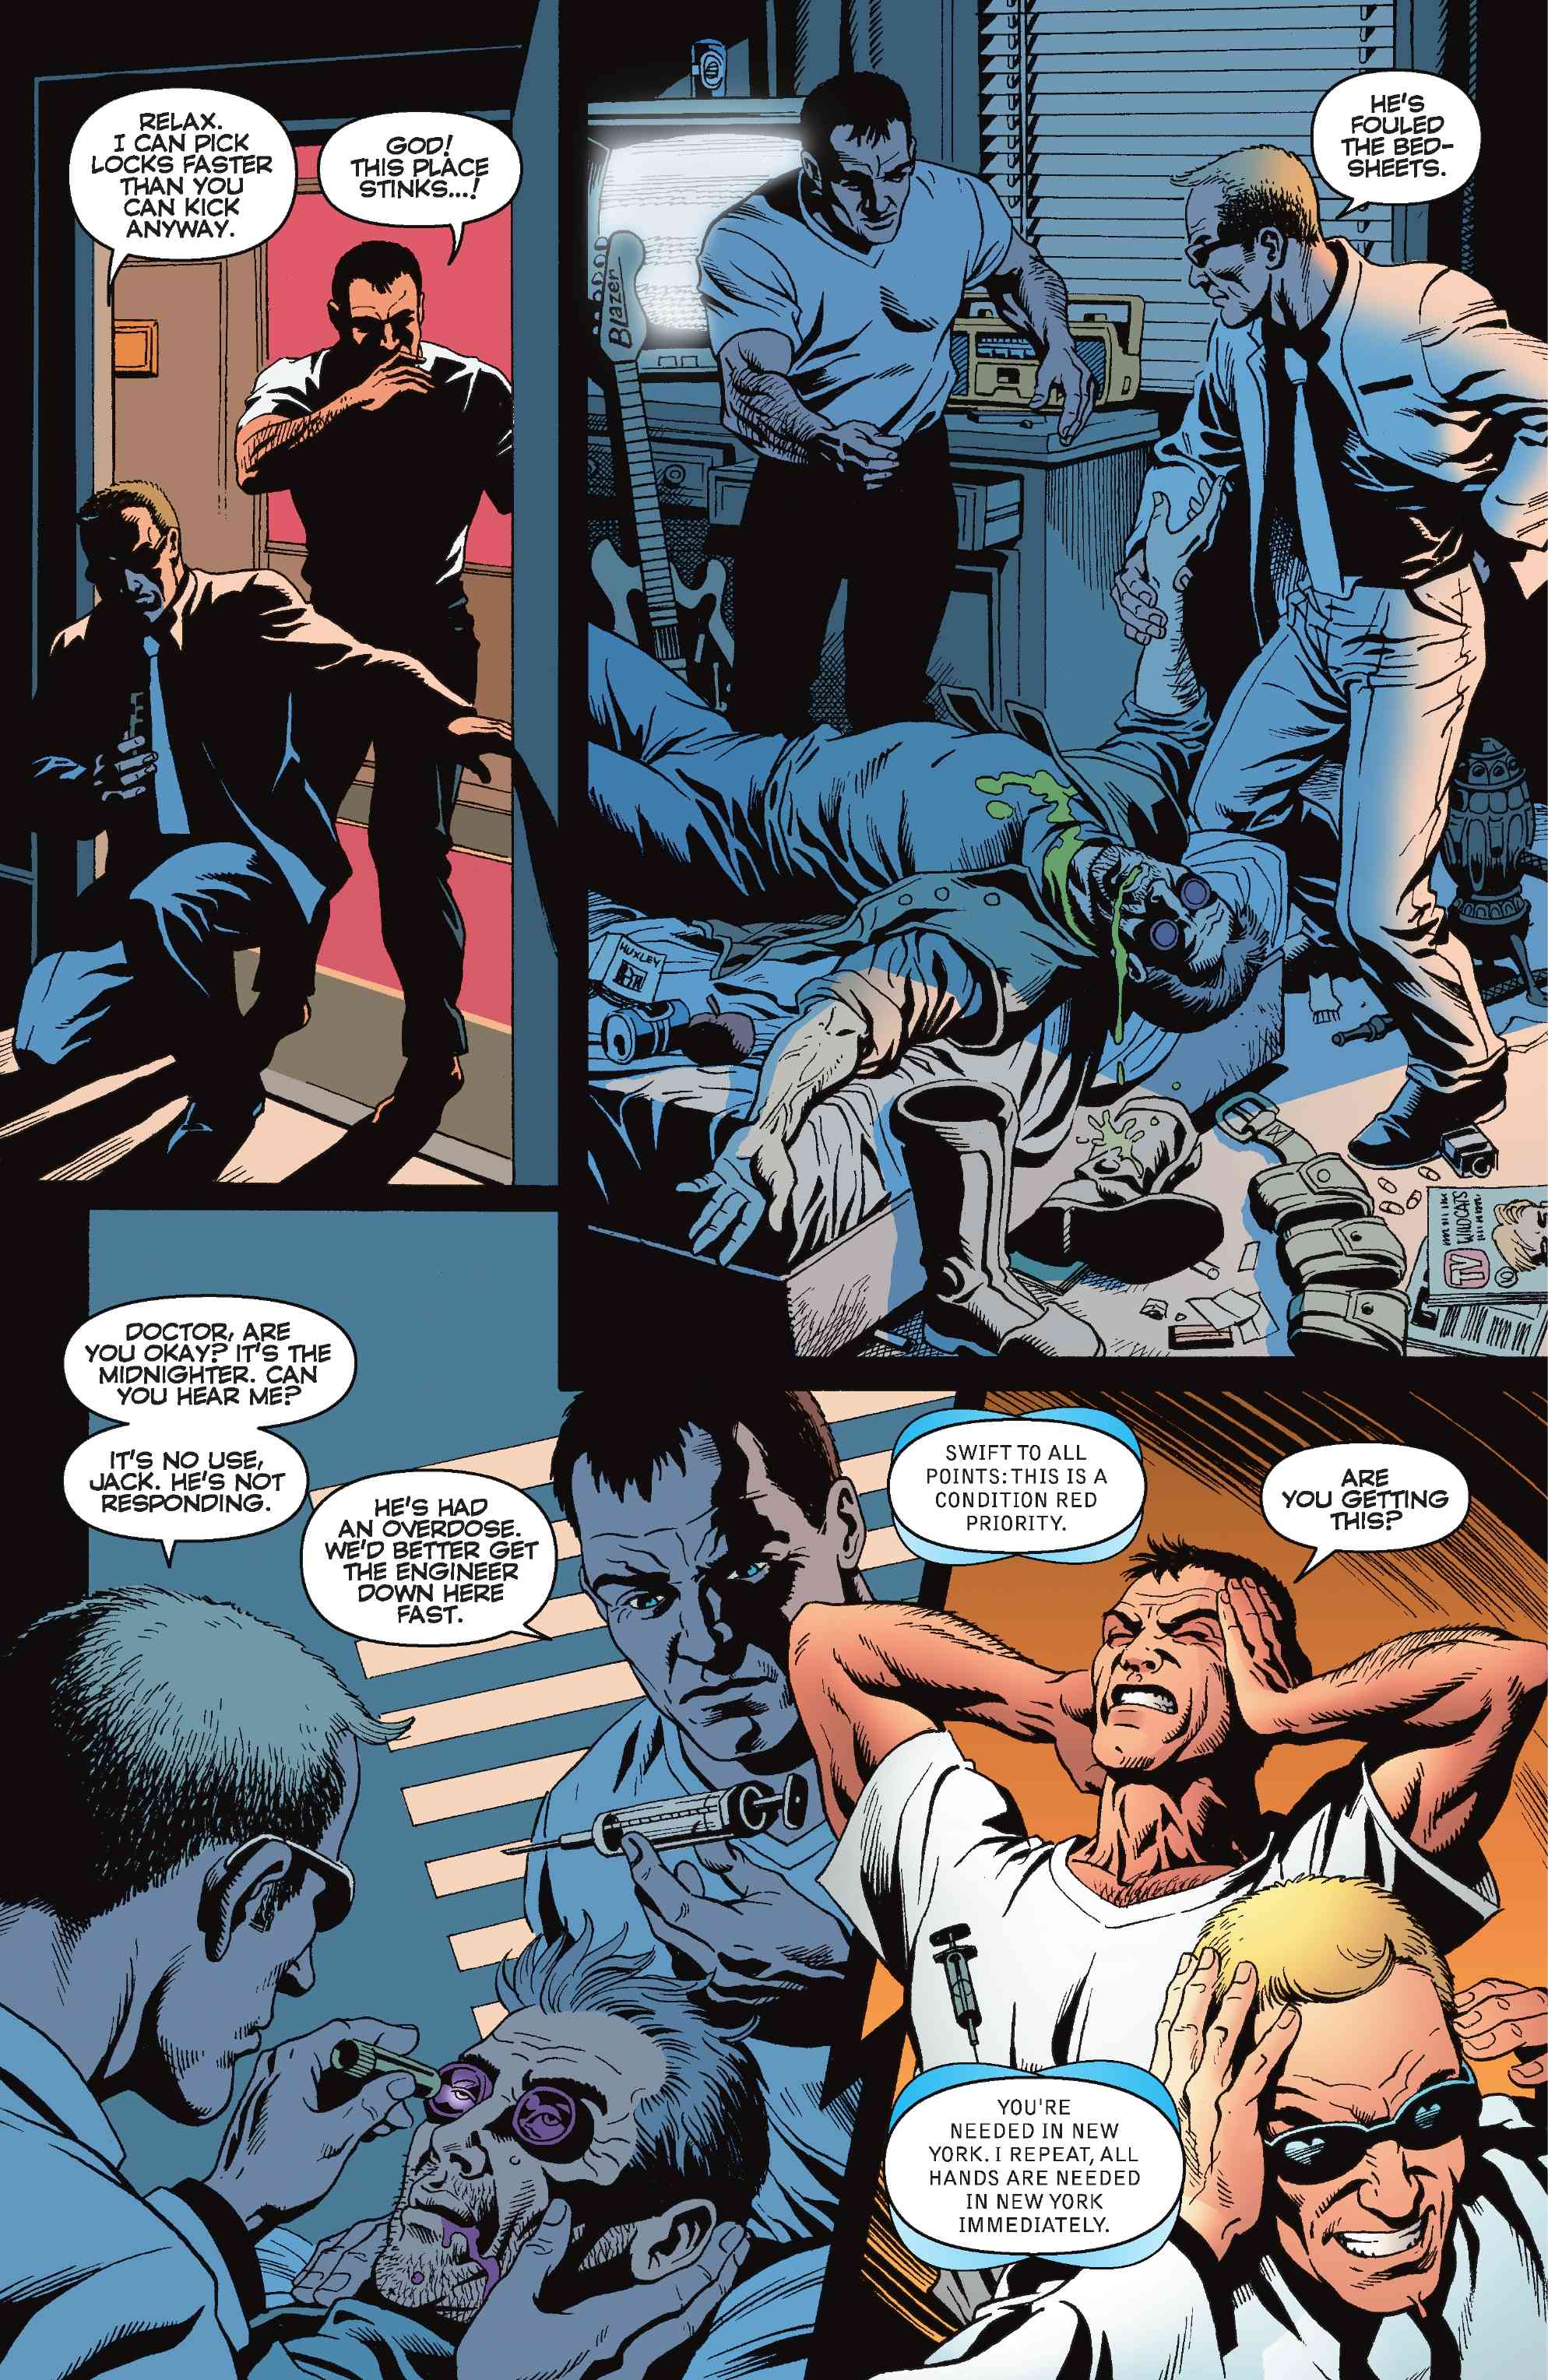 RELAX.
I CAN PICK
LOCKS FASTER
THAN YOU
CAN KICK
ANYWAY.
GOD!
THIS PLACE
STINKS...!
HE'S
FOULED
THE BED-
SHEETS.
Blazer
HUXLEY
TV
WILDCATS
DOCTOR, ARE
YOU OKAY? IT'S THE
MIDNIGHTER. CAN
YOU HEAR ME?
IT'S NO USE,
JACK. HE'S NOT
RESPONDING.
HE'S HAD
AN OVERDOSE.
WE'D BETTER GET
THE ENGINEER
DOWN HERE
FAST.
SWIFT TO ALL
POINTS: THIS IS A
CONDITION RED
PRIORITY.
ARE
YOU GETTING
THIS?
YOU'RE
NEEDED IN NEW
YORK. I REPEAT, ALL
HANDS ARE NEEDED
IN NEW YORK
IMMEDIATELY.